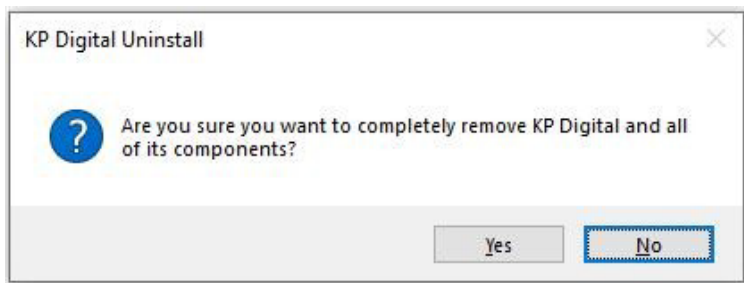 KP Digital Uninstall
?
Are you sure you want to completely remove KP Digital and all
of its components?
Yes
No